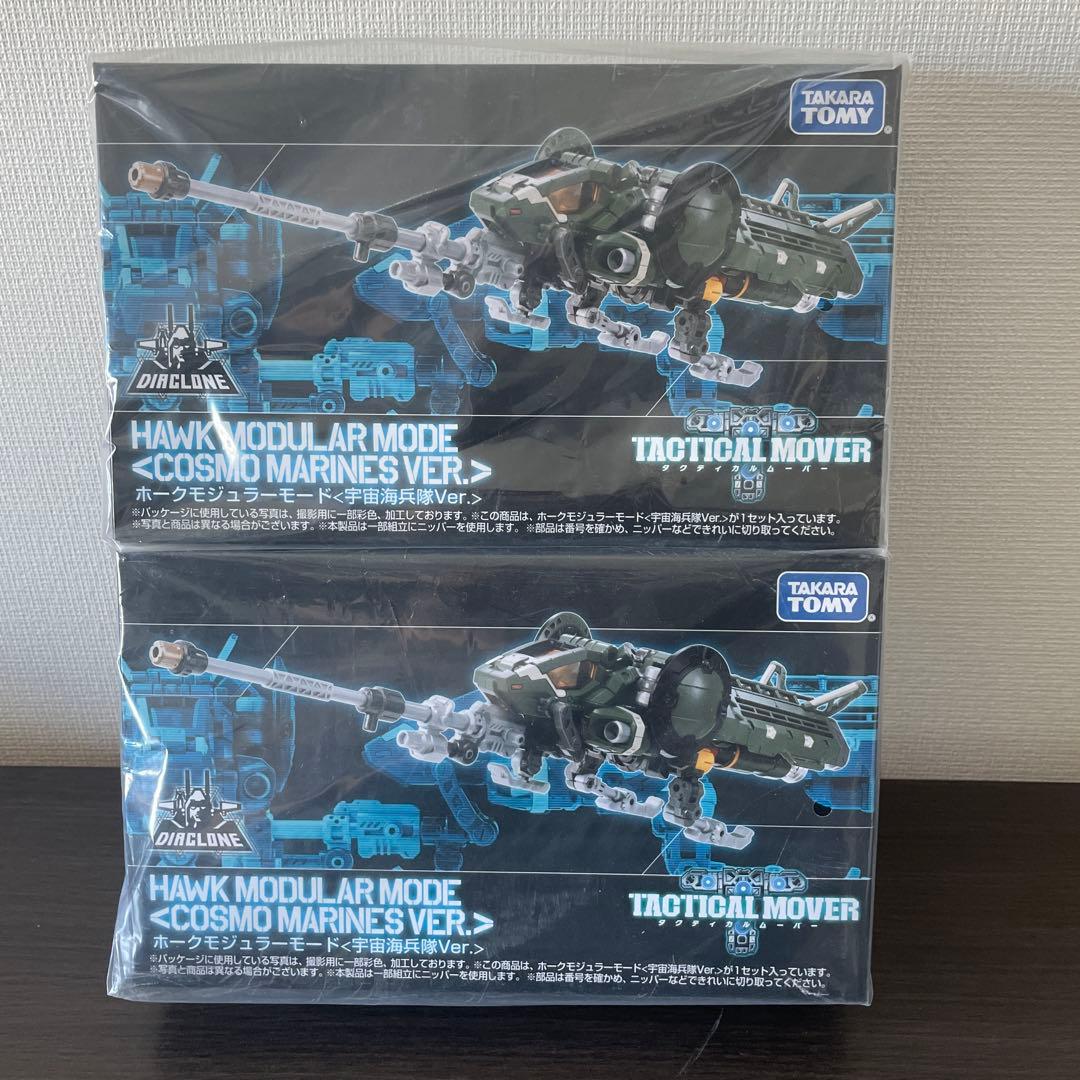 TAKARA
TOMY
DIACLONE
HAWK MODULAR MODE
<COSMO MARINES VER.>
TACTICAL MOVER
タクティカルムーバー
ホークモジュラーモード<宇宙海兵隊Ver.>
※パッケージに使用している写真は、撮影用に一部彩色、加工しております。※この商品は、ホークモジュラーモード<宇宙海兵隊Ver.>が1セット入っています。
※写真と商品は異なる場合がございます。※本製品は一部組立にニッパーを使用します。 ※部品は番号を確かめ、ニッパーなどできれいに切り取ってください。
TAKARA
TOMY
DIACLONE
HAWK MODULAR MODE
<COSMO MARINES VER.>
TACTICAL MOVER
タクティカルムーバー
ホークモジュラーモード<宇宙海兵隊Ver.>
※パッケージに使用している写真は、撮影用に一部彩色、加工しております。※この商品は、ホークモジュラーモード<宇宙海兵隊Ver.>が1セット入っています。
※写真と商品は異なる場合がございます。※本製品は一部組立にニッパーを使用します。 ※部品は番号を確かめ、ニッパーなどできれいに切り取ってください。